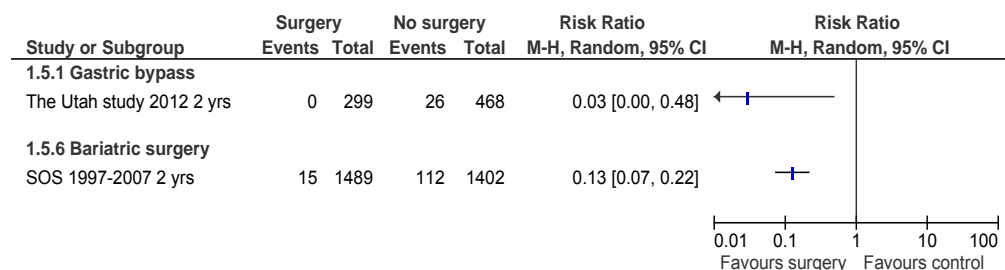 Surgery No surgery Risk Ratio Risk Ratio
Study or Subgroup Events Total Events Total M-H, Random, 95% CI M-H, Random, 95% CI
1.5.1 Gastric bypass
The Utah study 2012 2 yrs 0 299 26 468 0.03 [0.00, 0.48]
1.5.6 Bariatric surgery
SOS 1997-2007 2 yrs 15 1489 112 1402 0.13 [0.07, 0.22]
0.01 0.1 1 10 100
Favours surgery Favours control